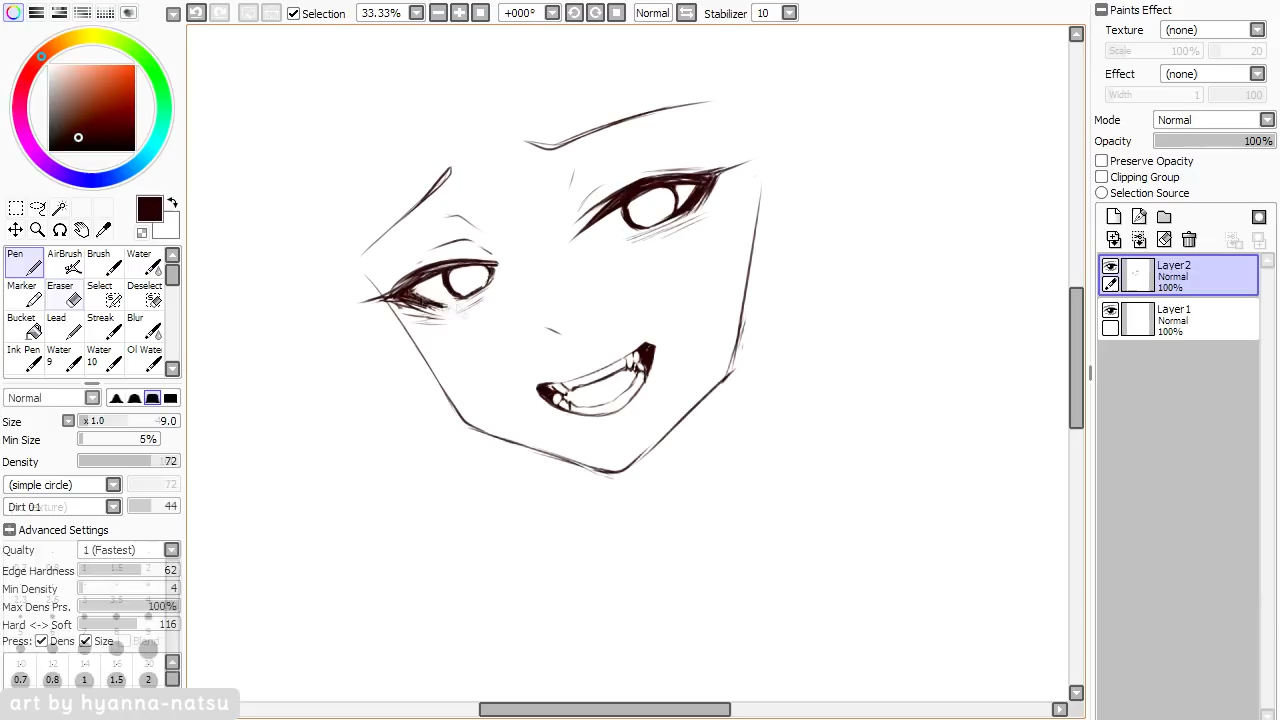 Selection 33.33% +000° Normal Stabilizer 10
Paints Effect
Texture (none)
Scale 100% 20
Effect (none)
Width 1 100
Mode Normal
Opacity 100%
Preserve Opacity
Clipping Group
Selection Source
Layer2
Normal
100%
Layer1
Normal
100%
Pen AirBrush Brush Water
Marker Eraser Select Deselect
Bucket Lead Streak Blur
Ink Pen Water 9 Water 10 Oil Water
Normal
Size x 1.0 9.0
Min Size 5%
Density 72
(simple circle) 72
Dirt 01 44
Advanced Settings
Qualty 1 (Fastest)
Edge Hardness 62
Min Density 4
Max Dens Prs. 100%
Hard <-> Soft 116
Press: Dens Size Blend
0.7 0.8 1 1.5 2
art by hyanna-natsu